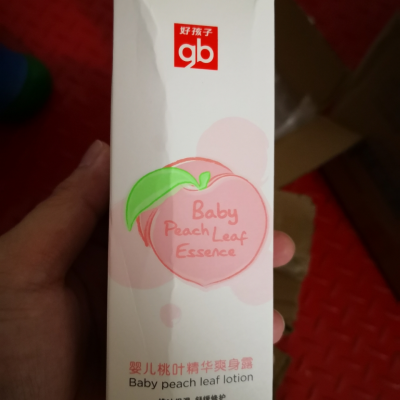 好孩子
gb
Baby
Peach Leaf
Essence
婴儿桃叶精华爽身露
Baby peach leaf lotion